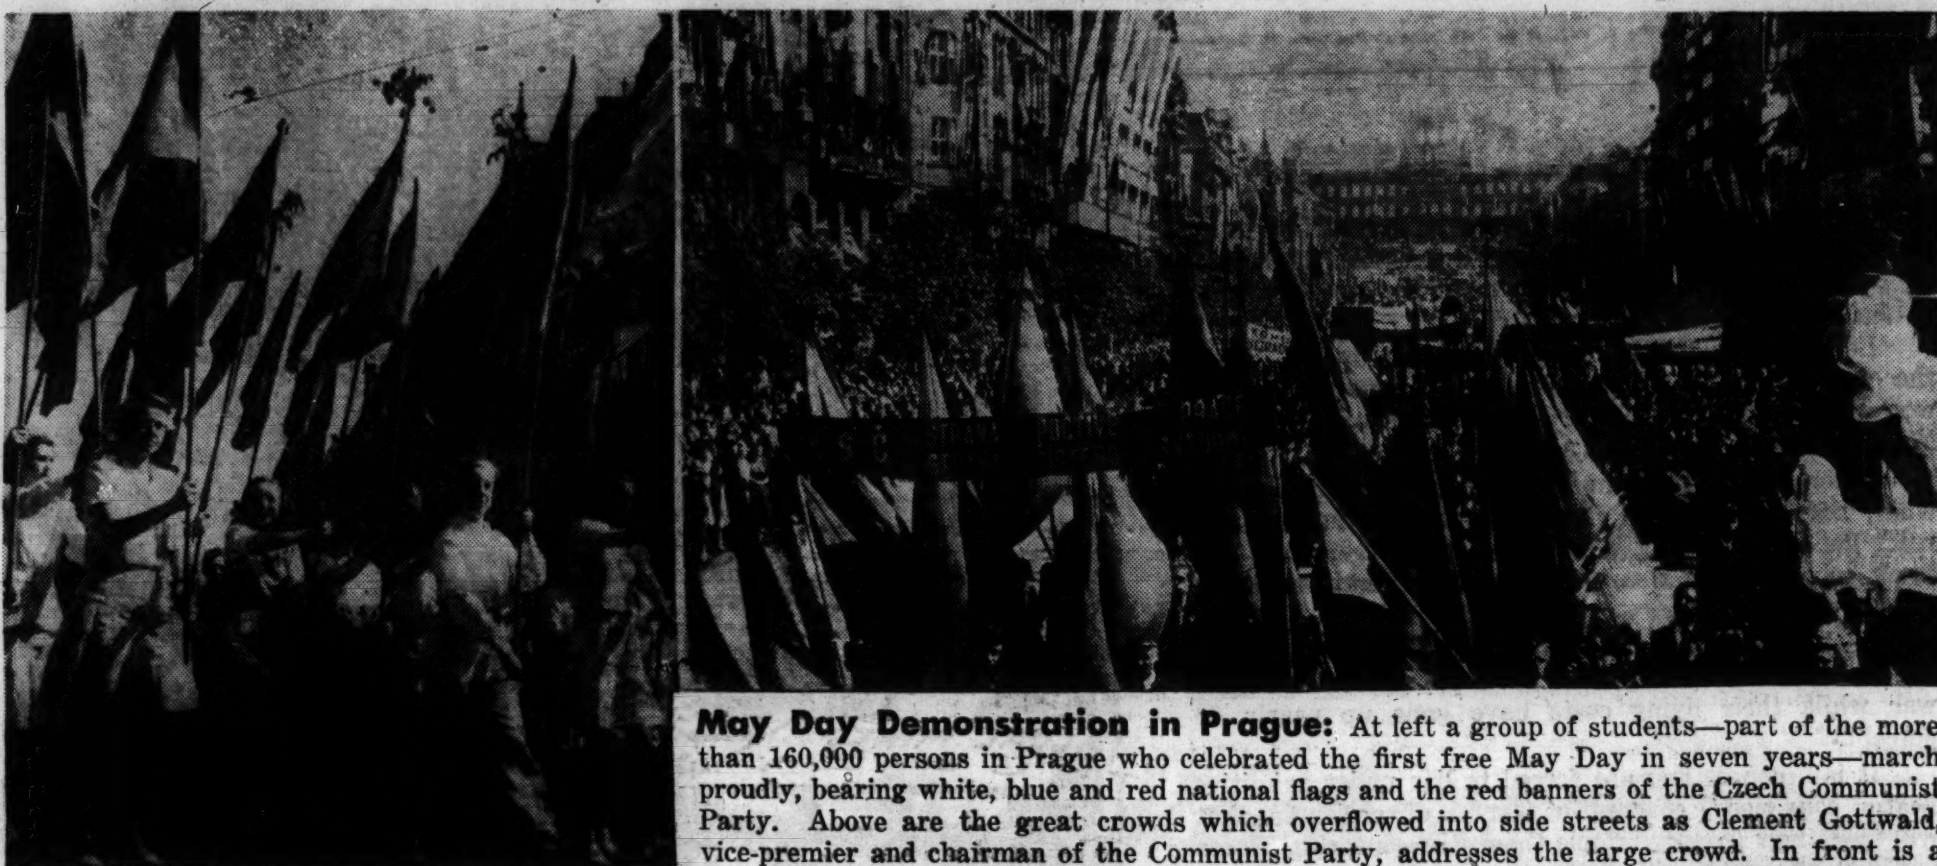 May Day Demonstration in Prague: At left a group of students—part of the more
than 160,000 persons in Prague who celebrated the first free May Day in seven years—march
proudly, bearing white, blue and red national flags and the red banners of the Czech Communist
Party. Above are the great crowds which overflowed into side streets as Clement Gottwald,
vice-premier and chairman of the Communist Party, addresses the large crowd. In front is a